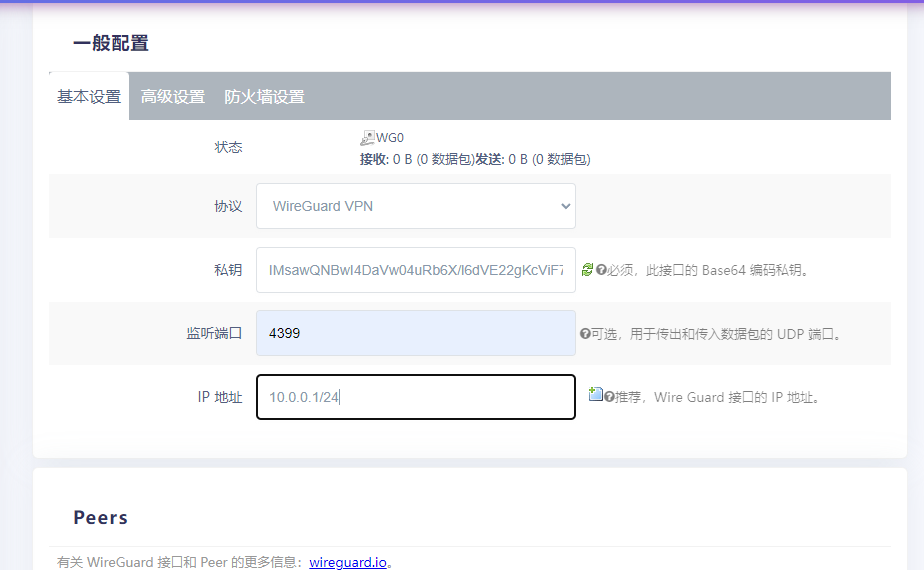 一般配置
基本设置 高级设置 防火墙设置
状态 WG0
接收: 0 B (0 数据包)发送: 0 B (0 数据包)
协议 WireGuard VPN
私钥 必须，此接口的 Base64 编码私钥。
监听端口 4399 可选，用于传出和传入数据包的 UDP 端口。
IP 地址 10.0.0.1/24 推荐，Wire Guard 接口的 IP 地址。
Peers
有关 WireGuard 接口和 Peer 的更多信息：wireguard.io。